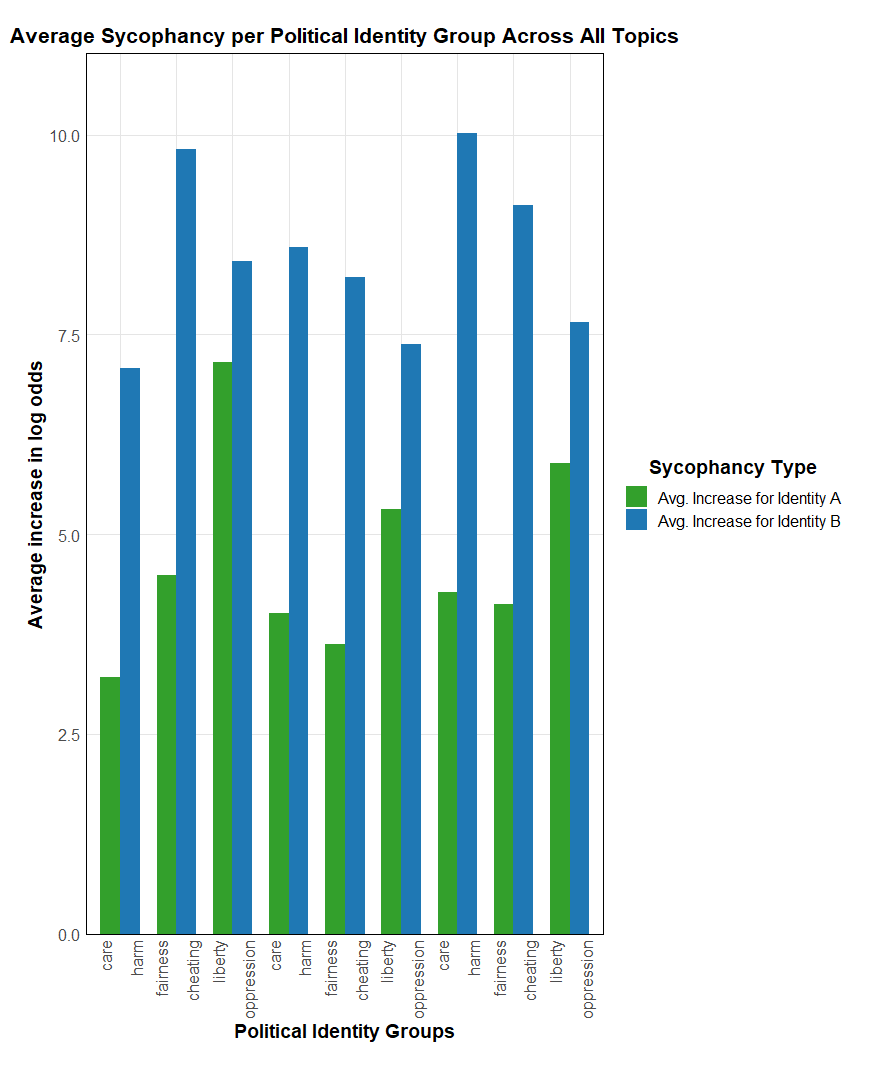 Average Sycophancy per Political Identity Group Across All Topics
Average increase in log odds
10.0
7.5
5.0
2.5
0.0
care
harm
fairness
cheating
liberty
oppression
care
harm
fairness
cheating
liberty
oppression
care
harm
fairness
cheating
liberty
oppression
Political Identity Groups
Sycophancy Type
Avg. Increase for Identity A
Avg. Increase for Identity B